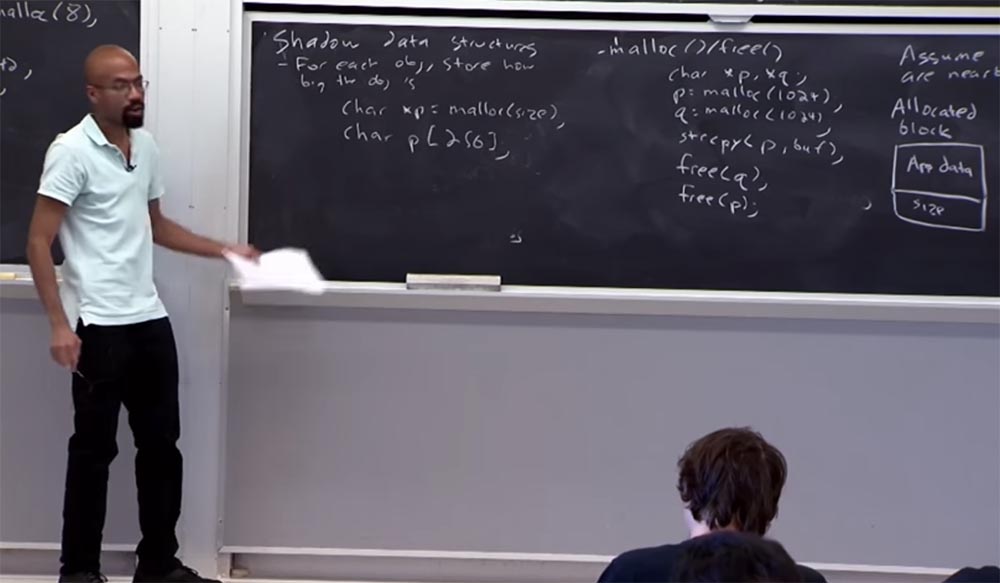 malloc(8);
Shadow data structures
- For each obj, store how
big the obj is
char *p = malloc(size);
char p[256];
- malloc()/free()
char *p, *q;
p = malloc(1024);
q = malloc(1024);
strcpy(p, buf);
free(q);
free(p);
Assume
are near
Allocated
block
App data
size